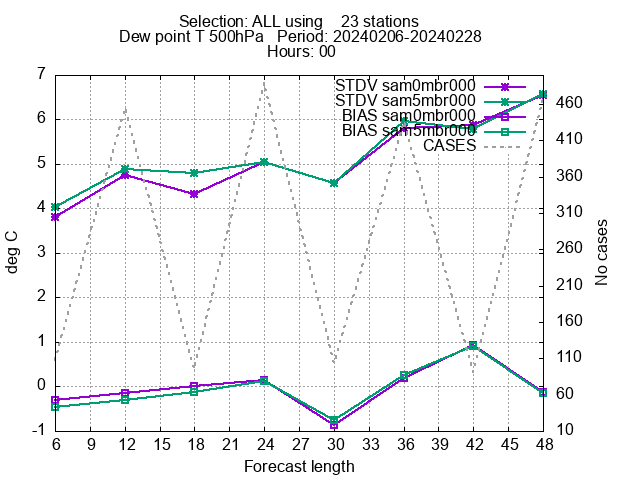 Selection: ALL using    23 stations
Dew point T 500hPa   Period: 20240206-20240228
Hours: 00
7
6
5
4
3
2
1
0
-1
deg C
STDV sam0mbr000
STDV sam5mbr000
BIAS sam0mbr000
BIAS sam5mbr000
CASES
460
410
360
310
260
210
160
110
60
10
No cases
6 9 12 15 18 21 24 27 30 33 36 39 42 45 48
Forecast length